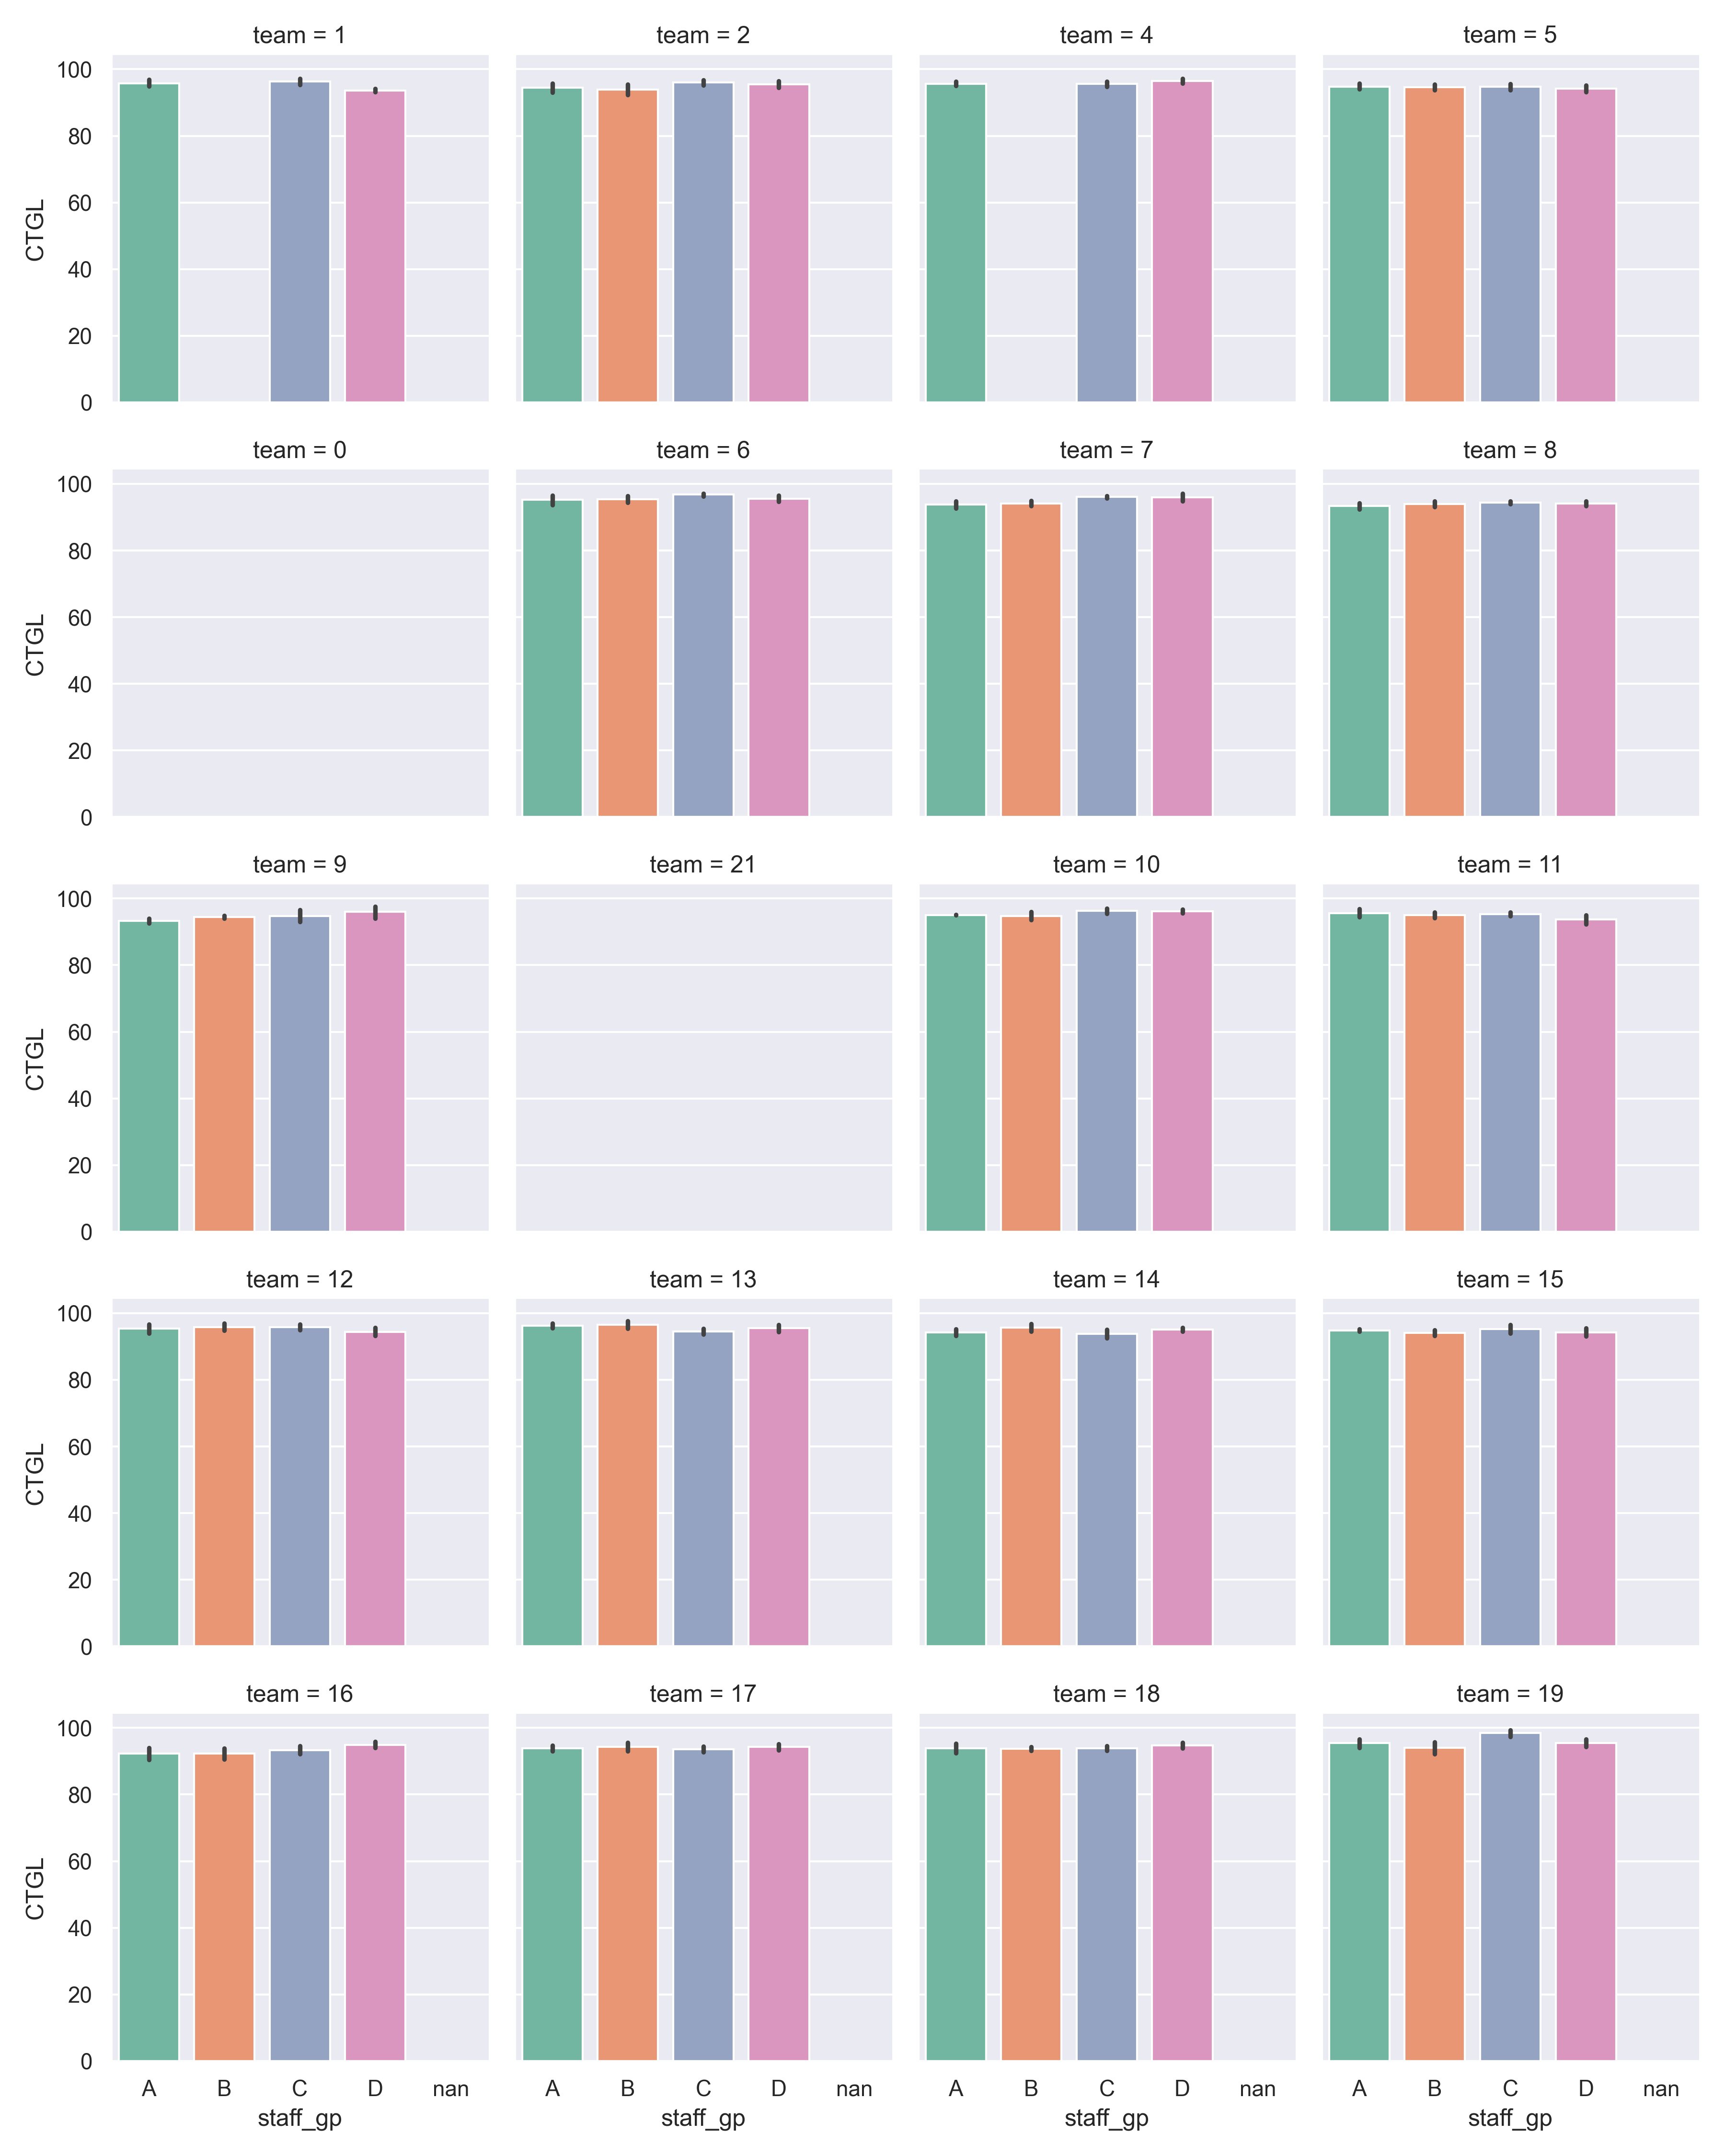 team = 1
team = 2
team = 4
team = 5
100
80
60
40
20
0
CTGL
team = 0
team = 6
team = 7
team = 8
100
80
60
40
20
0
CTGL
team = 9
team = 21
team = 10
team = 11
100
80
60
40
20
0
CTGL
team = 12
team = 13
team = 14
team = 15
100
80
60
40
20
0
CTGL
team = 16
team = 17
team = 18
team = 19
100
80
60
40
20
0
CTGL
A B C D nan
staff_gp
A B C D nan
staff_gp
A B C D nan
staff_gp
A B C D nan
staff_gp